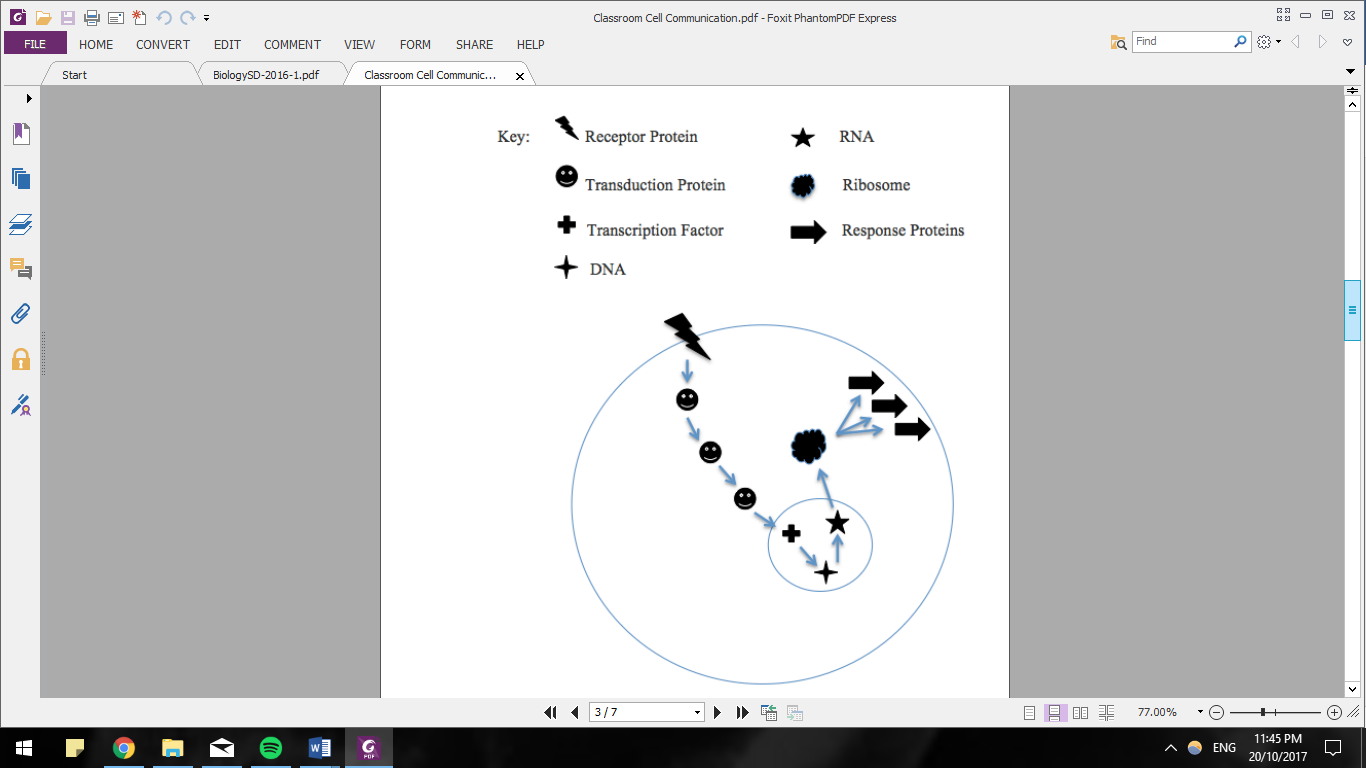 Classroom Cell Communication.pdf - Foxit PhantomPDF Express
FILE HOME CONVERT EDIT COMMENT VIEW FORM SHARE HELP
Find
Start BiologySD-2016-1.pdf Classroom Cell Communic...
Key: Receptor Protein RNA
Transduction Protein Ribosome
Transcription Factor Response Proteins
DNA
3 / 7 77.00%
PDF ENG 11:45 PM
20/10/2017